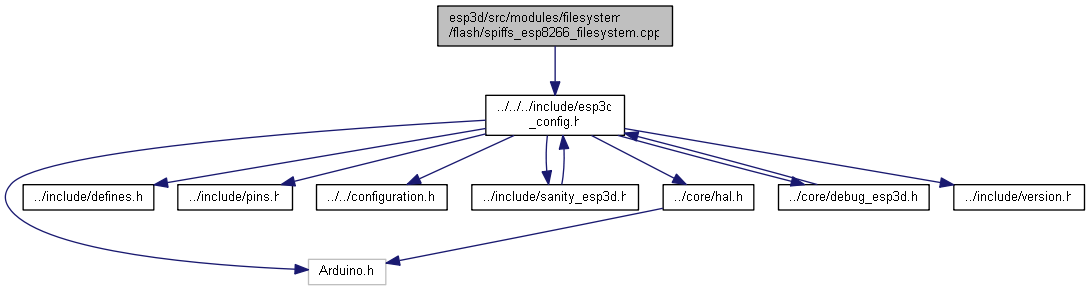 esp3d/src/modules/filesystem
/flash/spiffs_esp8266_filesystem.cpp
../../../include/esp3d
_config.h
../include/defines.h
../include/pins.h
../../configuration.h
../include/sanity_esp3d.h
../core/hal.h
../core/debug_esp3d.h
../include/version.h
Arduino.h